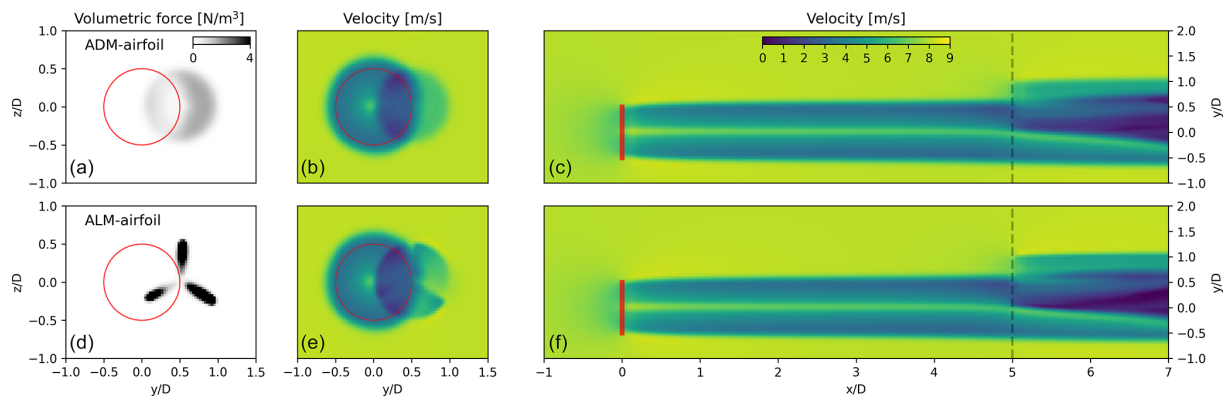 Volumetric force [N/m³]
Velocity [m/s]
Velocity [m/s]
ADM-airfoil
0 4
0 1 2 3 4 5 6 7 8 9
1.0
0.5
0.0
−0.5
−1.0
z/D
(a)
(b)
(c)
2.0
1.5
1.0
0.5
0.0
−0.5
−1.0
y/D
ALM-airfoil
1.0
0.5
0.0
−0.5
−1.0
z/D
(d)
(e)
(f)
2.0
1.5
1.0
0.5
0.0
−0.5
−1.0
y/D
−1.0 −0.5 0.0 0.5 1.0 1.5
y/D
−1.0 −0.5 0.0 0.5 1.0 1.5
y/D
−1 0 1 2 3 4 5 6 7
x/D